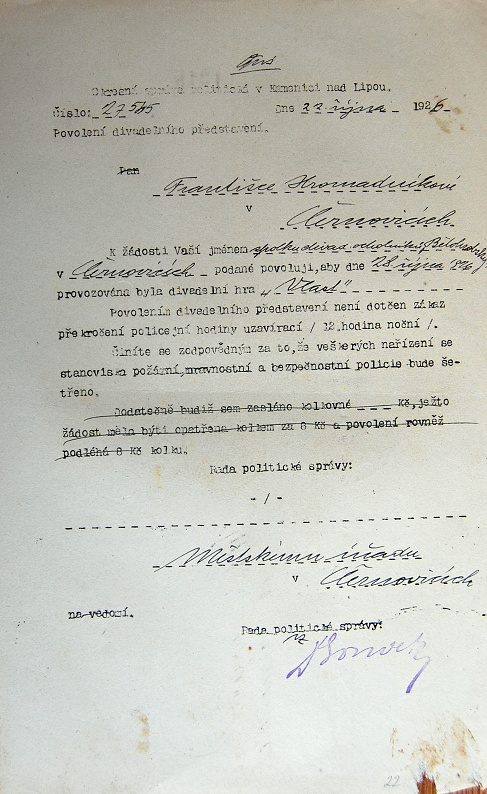 Okresní správa politická v Kamenici nad Lipou.
Číslo: 27585 Dne 22. října 1926
Povolení divadelního představení.
Pan
Františce Hromadníkové
v
Černovicích
K žádosti Vaší jménem spolku divad. ochotníků
v Černovicích podané povoluji, aby dne 28. října 1926
provozována byla divadelní hra „Vlast"
Povolením divadelního představení není dotčen zákaz
překročení policejní hodiny uzavírací / 12.hodina noční /.
Činíte se zodpovědným za to, že veškerých nařízení se
stanoviska požární, mravnostní a bezpečnostní policie bude še-
třeno.
Dodatečně budiž sem zasláno kolkovné _ _ _ Kč, ježto
žádost měla býti opatřena kolkem za 8 Kč a povolení rovněž
podléhá 8 Kč kolku.
Rada politické správy:
- / -
Městskému úřadu
v Černovicích
na vědomí.
Rada politické správy:
22